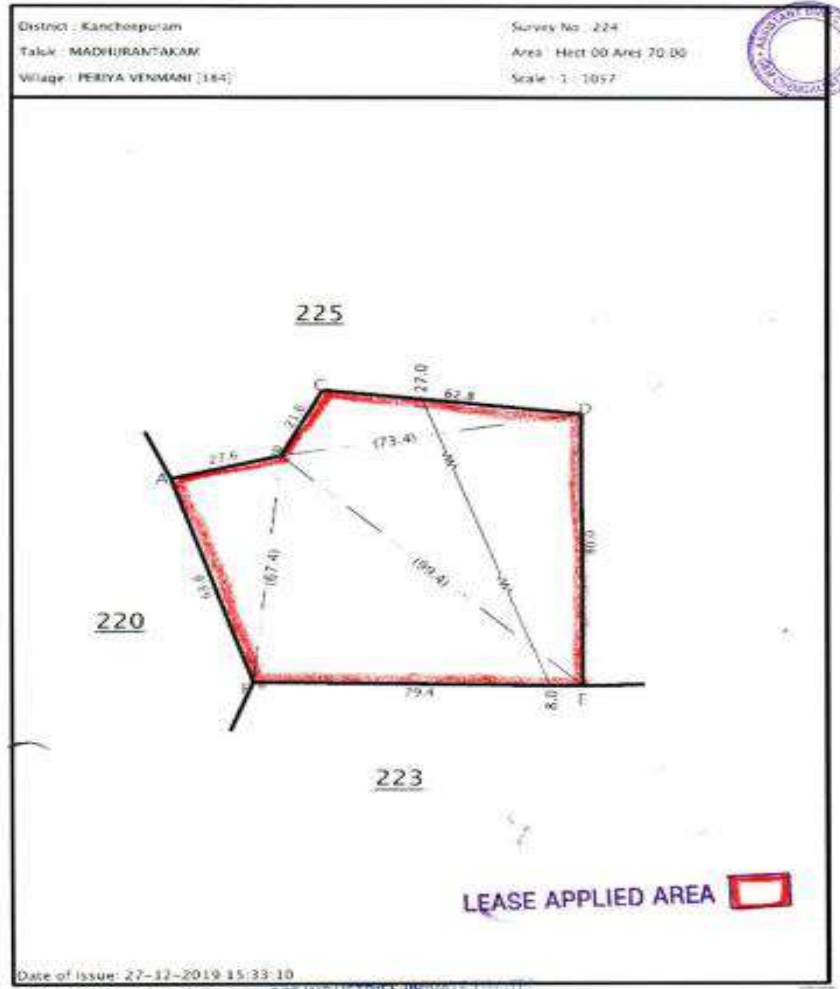 District : Kancheepuram
Taluk : MADHURANTAKAM
Village : PERIYA VENMANI [184]
Survey No : 224
Area : Hect 00 Ares 70.00
Scale : 1 : 1057
ASSISTANT
225
C
27.0
62.8
D
21.6
B
(73.4)
27.6
A
80.0
(67.4)
(99.4)
220
79.4
8.0
E
223
LEASE APPLIED AREA
Date of Issue: 27-12-2019 15:33:10